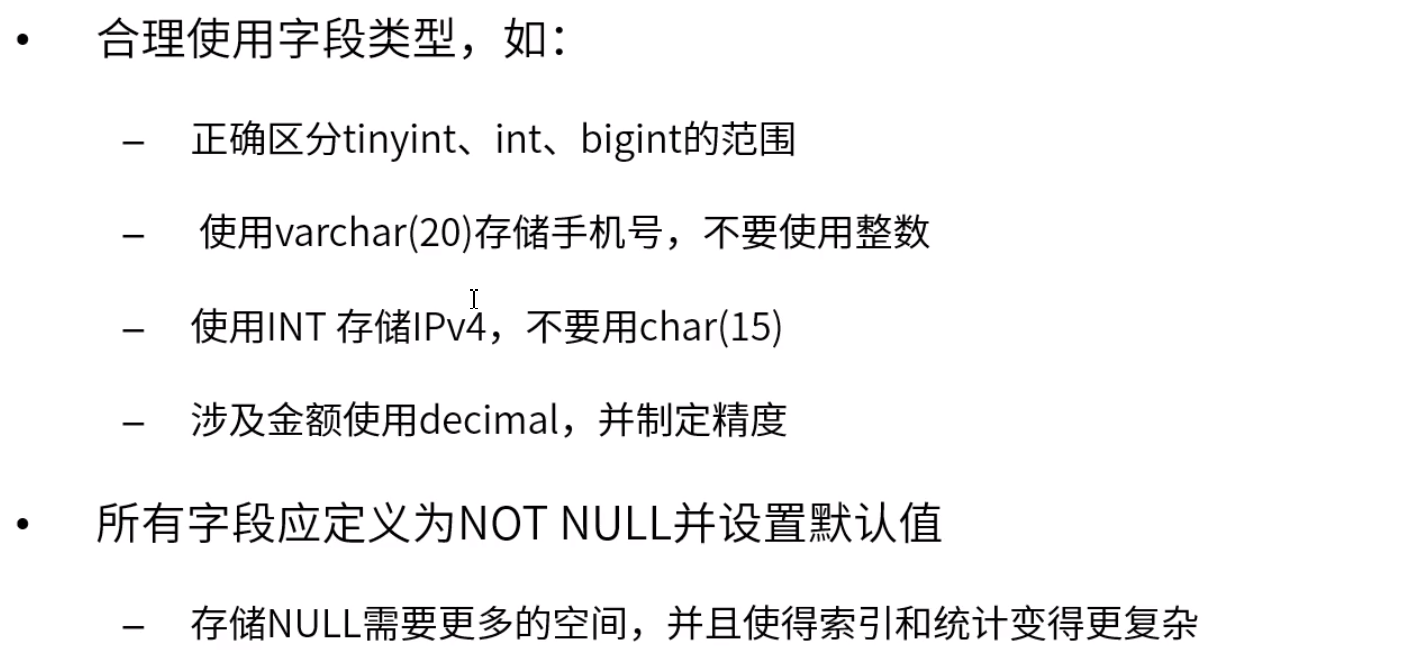 • 合理使用字段类型，如：
– 正确区分tinyint、int、bigint的范围
– 使用varchar(20)存储手机号，不要使用整数
– 使用INT 存储IPv4，不要用char(15)
– 涉及金额使用decimal，并制定精度
• 所有字段应定义为NOT NULL并设置默认值
– 存储NULL需要更多的空间，并且使得索引和统计变得更复杂